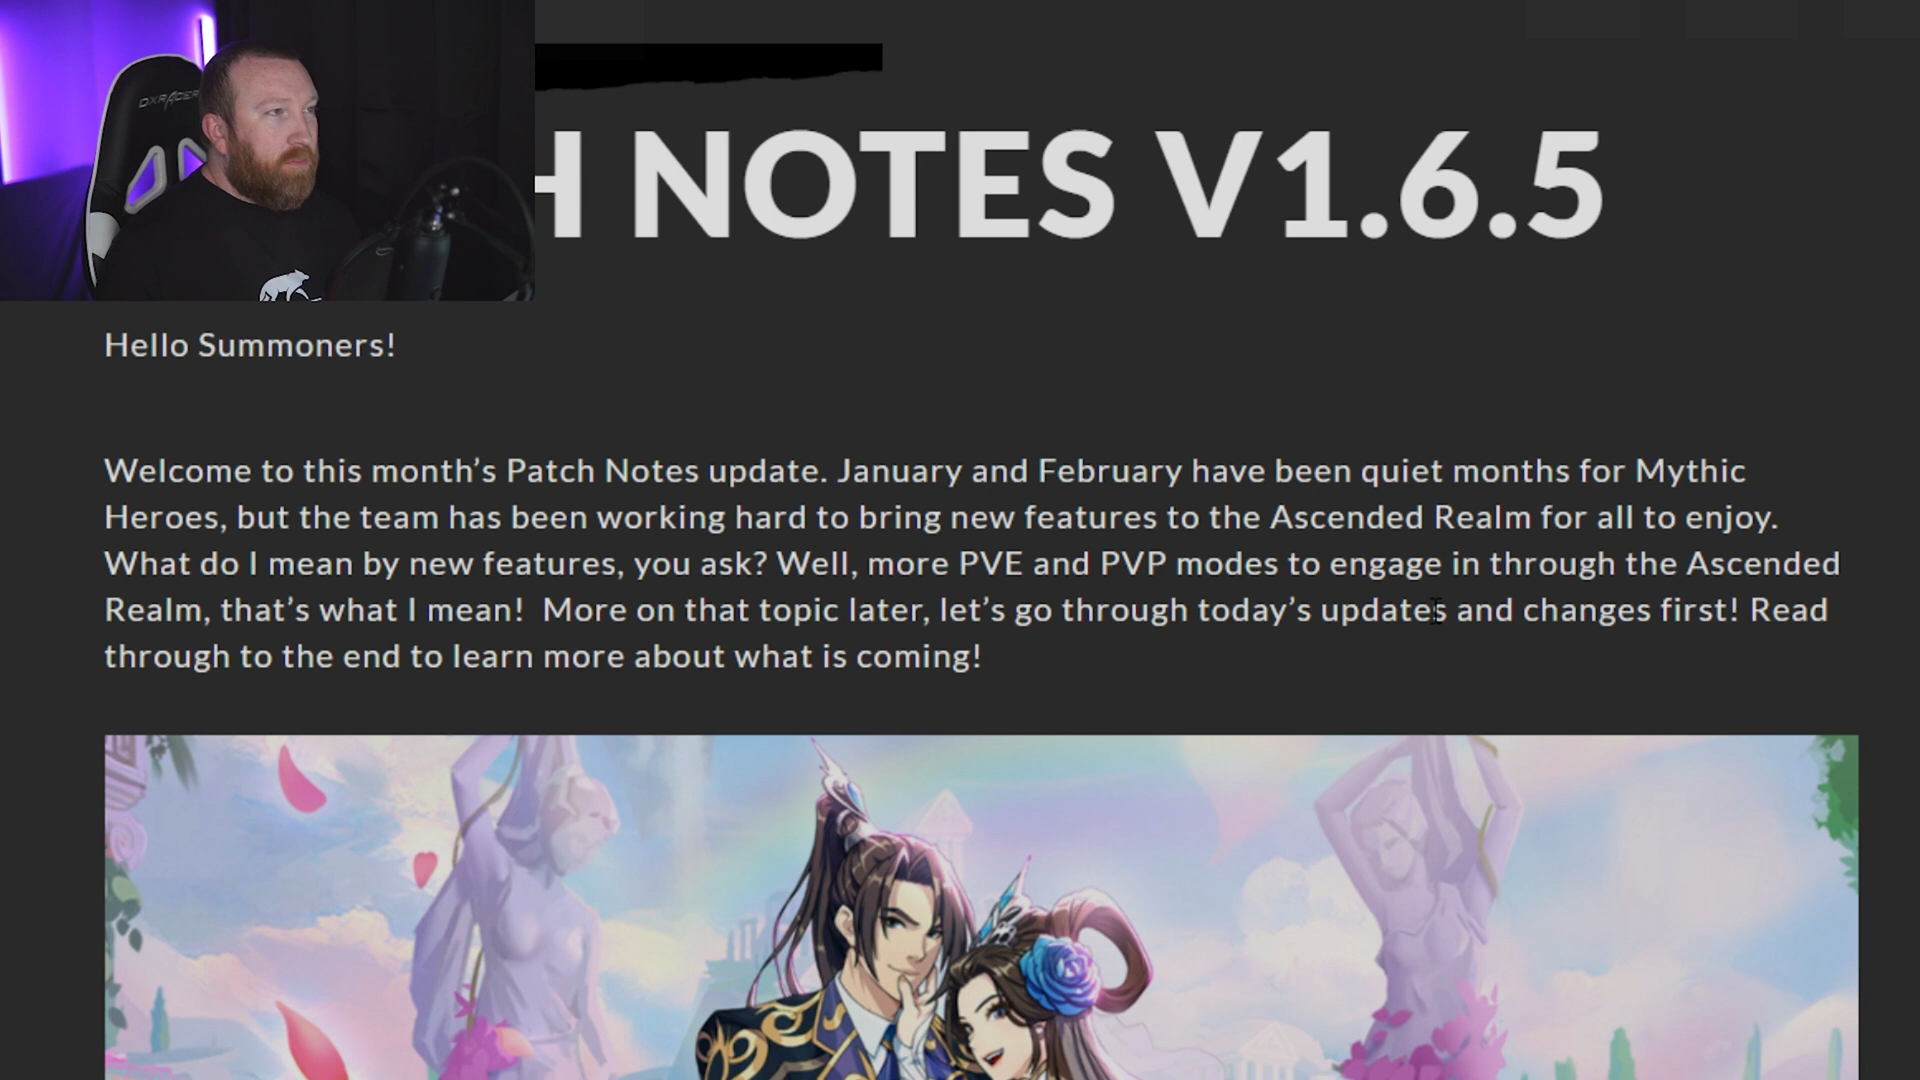 DXRACER
H NOTES V1.6.5
Hello Summoners!
Welcome to this month’s Patch Notes update. January and February have been quiet months for Mythic
Heroes, but the team has been working hard to bring new features to the Ascended Realm for all to enjoy.
What do I mean by new features, you ask? Well, more PVE and PVP modes to engage in through the Ascended
Realm, that’s what I mean!  More on that topic later, let’s go through today’s updates and changes first! Read
through to the end to learn more about what is coming!